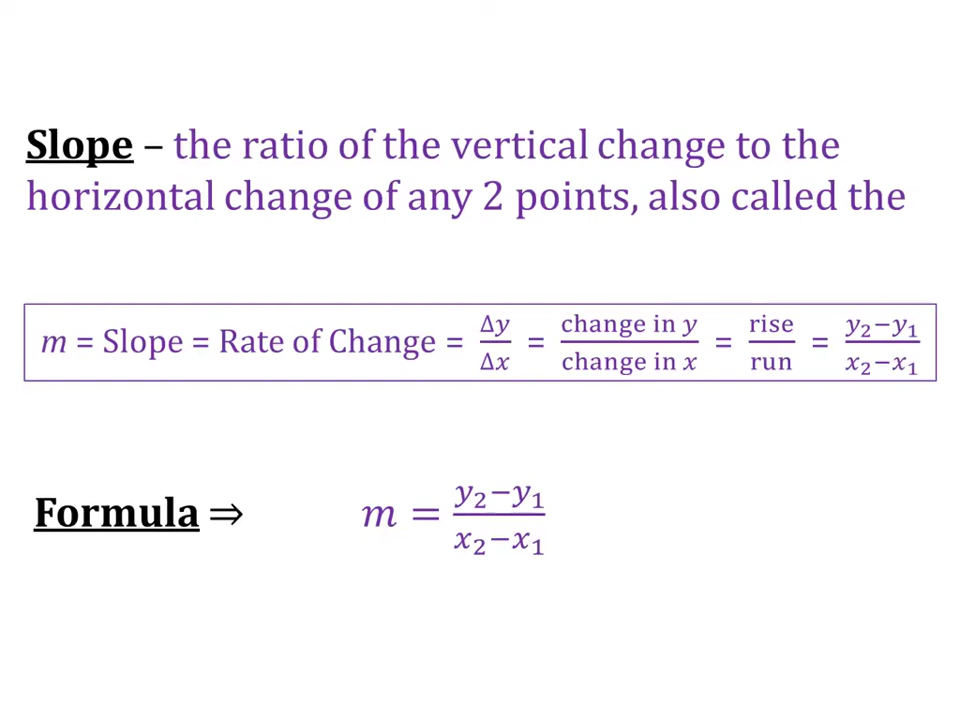 Slope – the ratio of the vertical change to the
horizontal change of any 2 points, also called the
m = Slope = Rate of Change = Δy/Δx = change in y/change in x = rise/run = y₂−y₁/x₂−x₁
Formula ⇒ m = y₂−y₁/x₂−x₁